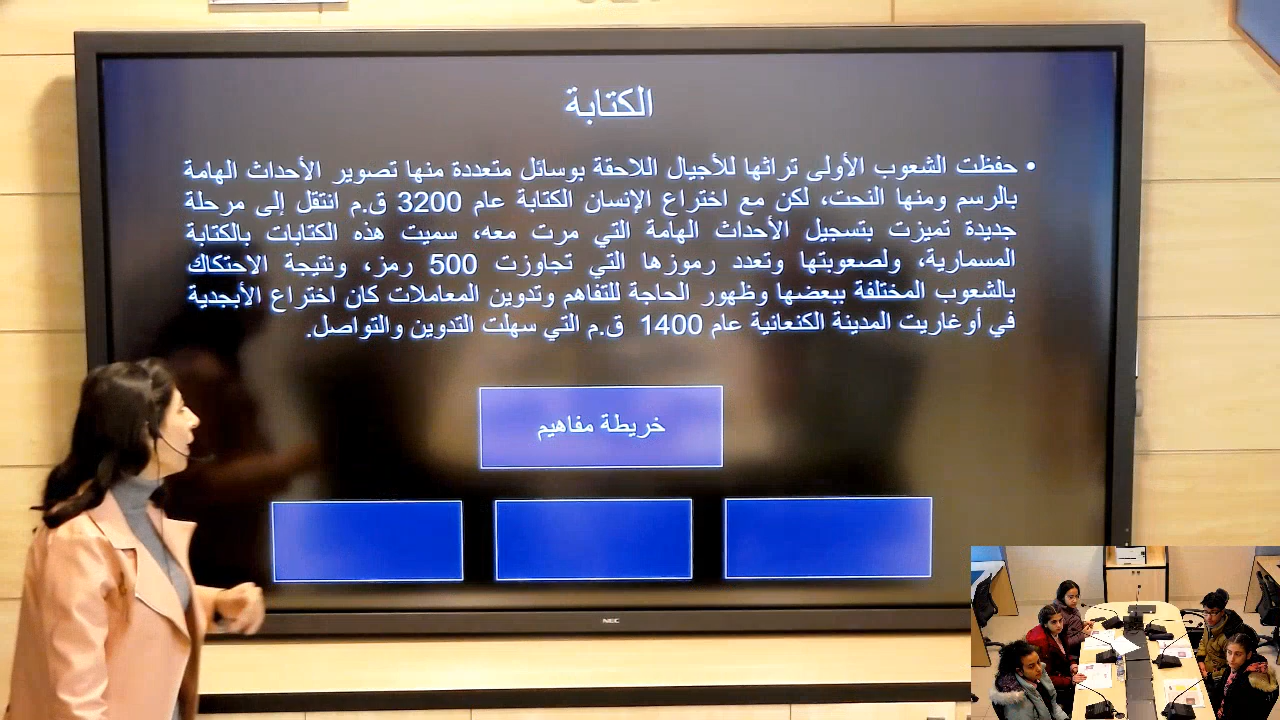 الكتابة
• حفظت الشعوب الأولى تراثها للأجيال اللاحقة بوسائل متعددة منها تصوير الأحداث الهامة
بالرسم ومنها النحت، لكن مع اختراع الإنسان الكتابة عام 3200 ق.م انتقل إلى مرحلة
جديدة تميزت بتسجيل الأحداث الهامة التي مرت معه، سميت هذه الكتابات بالكتابة
المسمارية، ولصعوبتها وتعدد رموزها التي تجاوزت 500 رمز، ونتيجة الاحتكاك
بالشعوب المختلفة ببعضها وظهور الحاجة للتفاهم وتدوين المعاملات كان اختراع الأبجدية
في أوغاريت المدينة الكنعانية عام 1400 ق.م التي سهلت التدوين والتواصل.
خريطة مفاهيم
NEC